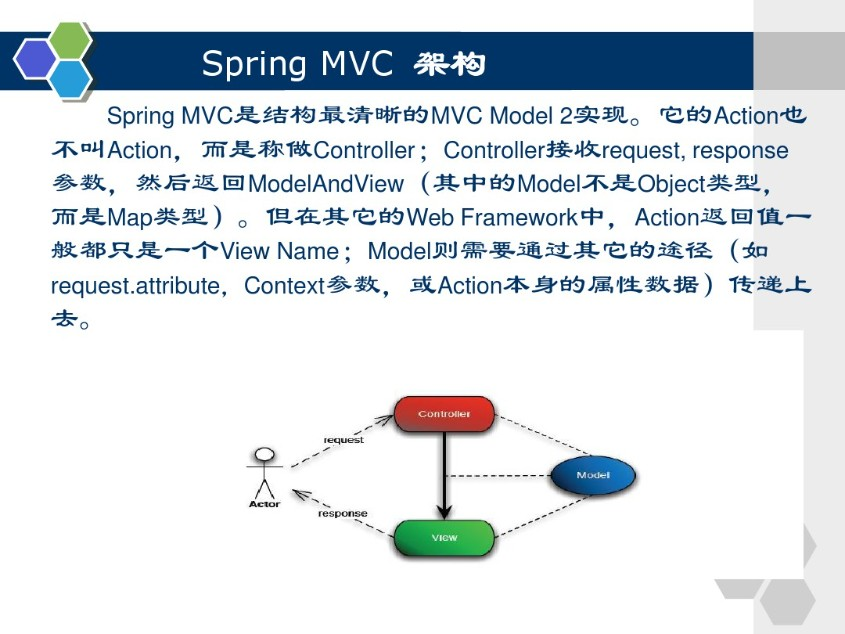 Spring MVC 架构
Spring MVC是结构最清晰的MVC Model 2实现。它的Action也
不叫Action，而是称做Controller；Controller接收request, response
参数，然后返回ModelAndView（其中的Model不是Object类型，
而是Map类型）。但在其它的Web Framework中，Action返回值一
般都只是一个View Name；Model则需要通过其它的途径（如
request.attribute，Context参数，或Action本身的属性数据）传递上
去。
Controller
request
Model
Actor
response
View